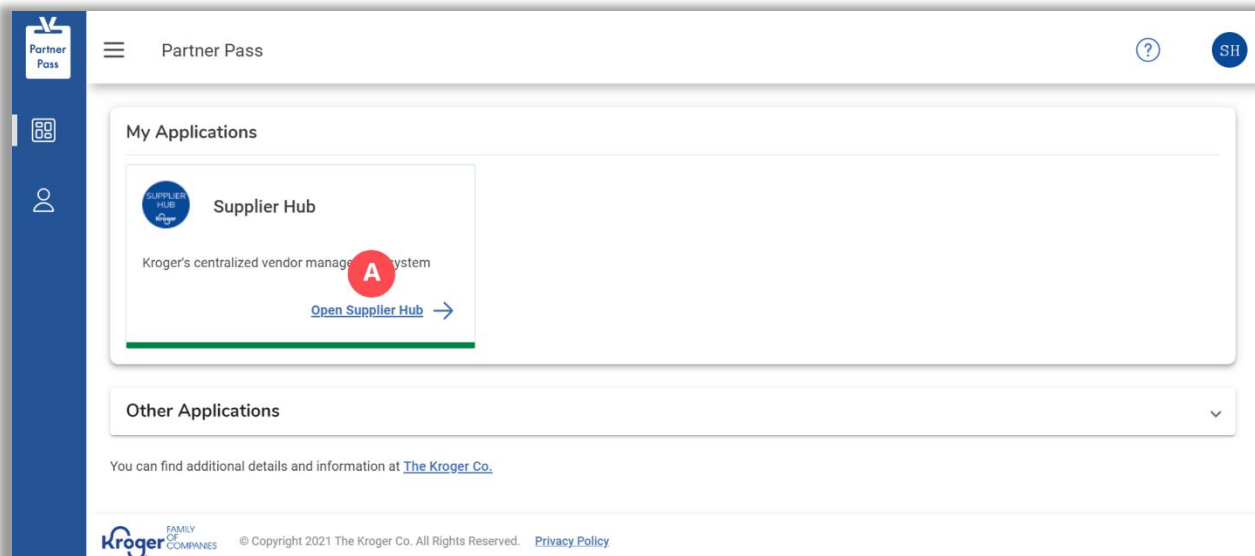 Partner
Pass
Partner Pass
?
SH
My Applications
SUPPLIER
HUB
Kroger
Supplier Hub
Kroger's centralized vendor manage ystem
A
Open Supplier Hub
Other Applications
You can find additional details and information at The Kroger Co.
Kroger
FAMILY
OF
COMPANIES
© Copyright 2021 The Kroger Co. All Rights Reserved. Privacy Policy